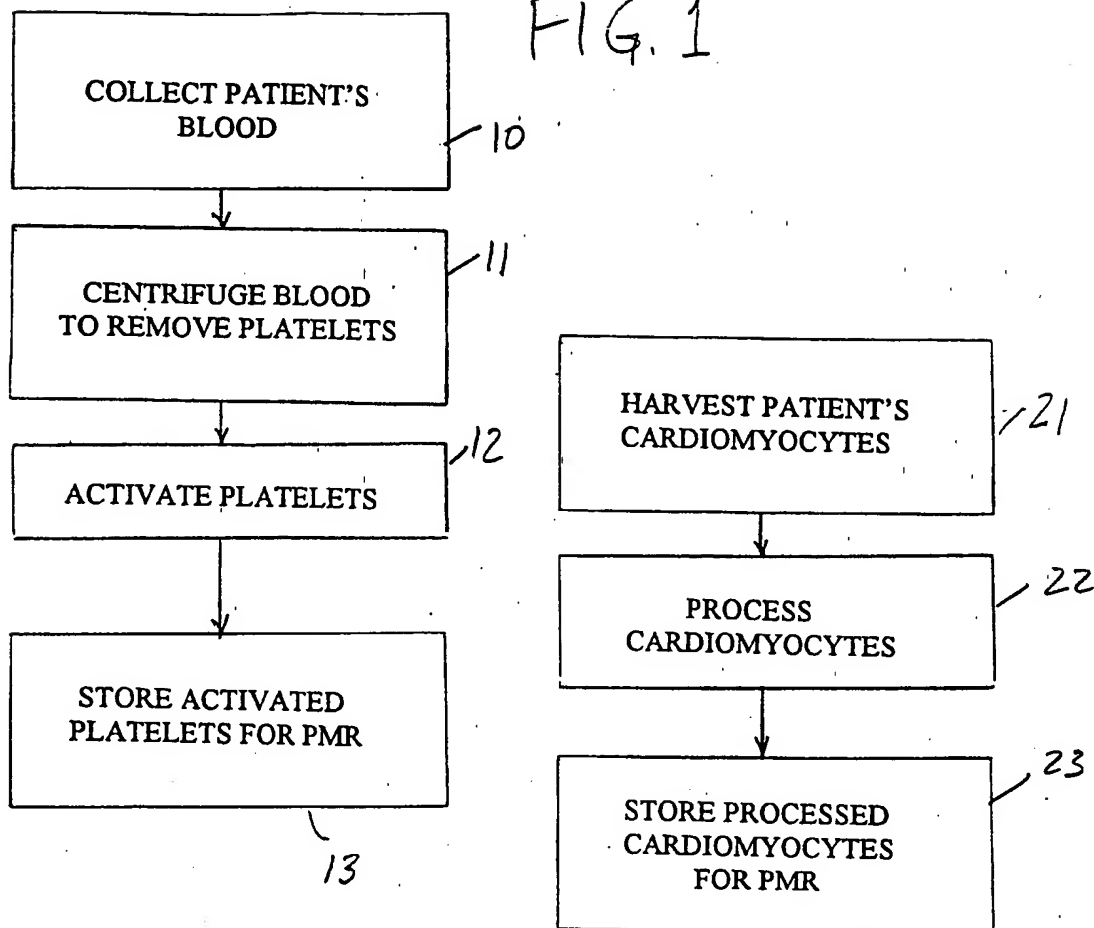 FIG. 1
COLLECT PATIENT'S
BLOOD
10
CENTRIFUGE BLOOD
TO REMOVE PLATELETS
11
ACTIVATE PLATELETS
12
STORE ACTIVATED
PLATELETS FOR PMR
13
HARVEST PATIENT'S
CARDIOMYOCYTES
21
PROCESS
CARDIOMYOCYTES
22
STORE PROCESSED
CARDIOMYOCYTES
FOR PMR
23